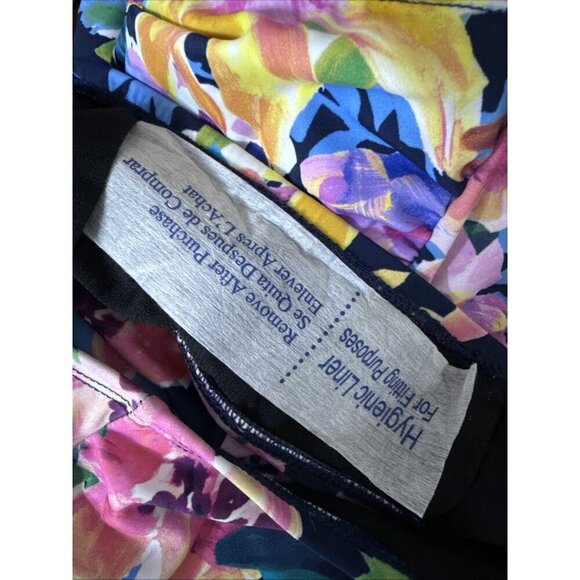 Hygienic Liner
For Fitting Purposes
Remove After Purchase
Se Quita Despues de Comprar
Enlever Apres L'Achat